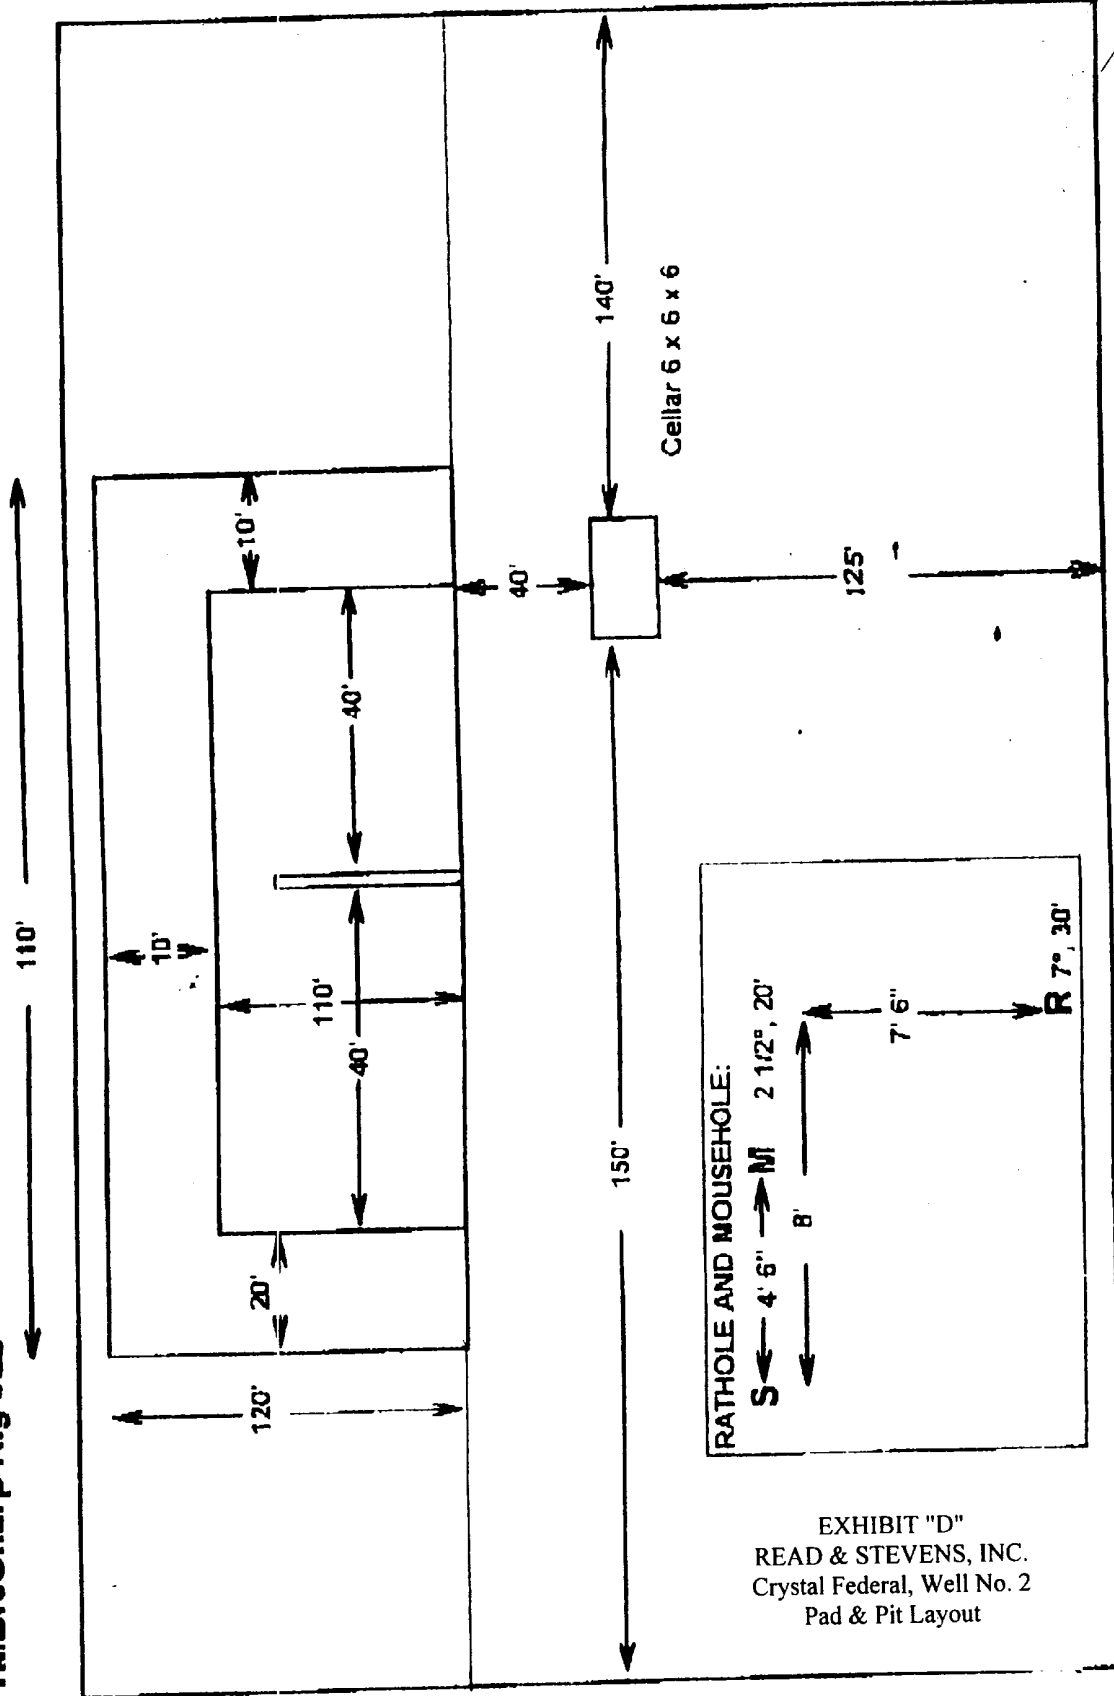 110'
10'
10'
110'
40'
40'
20'
120'
40'
140'
Cellar 6 x 6 x 6
150'
125'
RATHOLE AND MOUSEHOLE:
S 4' 6" M 2 1/2°, 20'
8'
7' 6"
R 7°, 30'
EXHIBIT "D"
READ & STEVENS, INC.
Crystal Federal, Well No. 2
Pad & Pit Layout